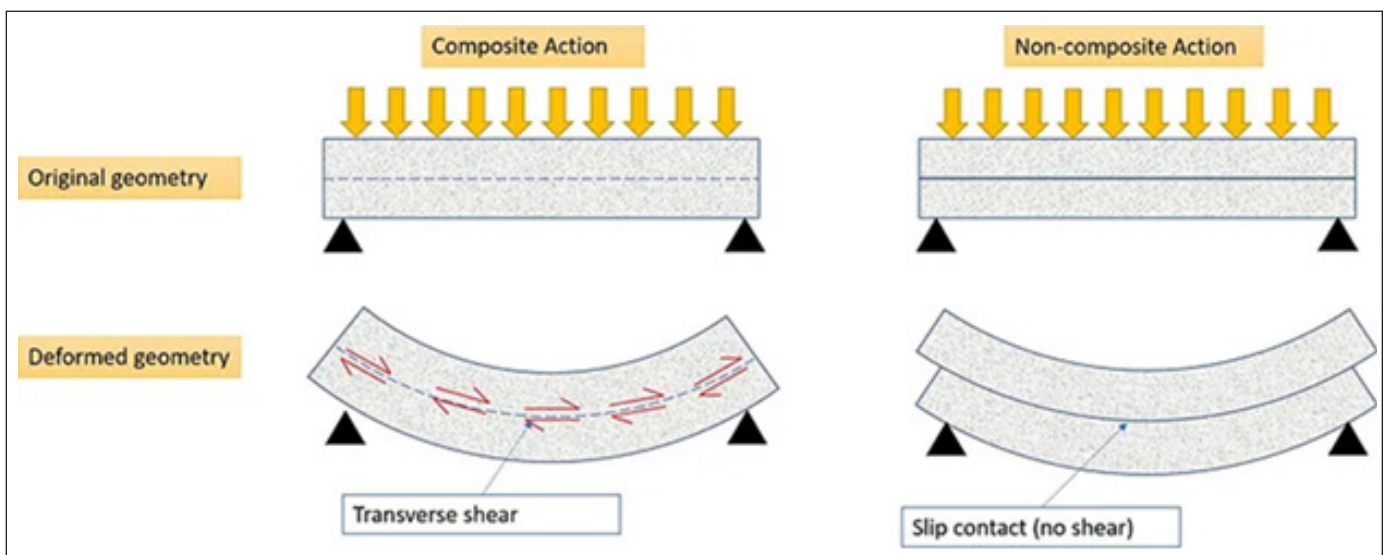 Composite Action
Non-composite Action
Original geometry
Deformed geometry
Transverse shear
Slip contact (no shear)